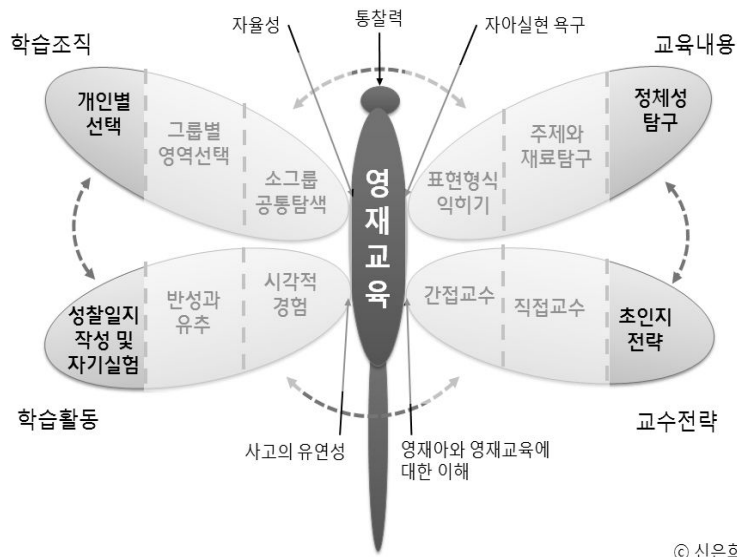 자율성
통찰력
자아실현 욕구
학습조직
교육내용
개인별
선택
그룹별
영역선택
소그룹
공통탐색
표현형식
익히기
주제와
재료탐구
정체성
탐구
영재교육
성찰일지
작성 및
자기실험
반성과
유추
시각적
경험
간접교수
직접교수
초인지
전략
학습활동
교수전략
사고의 유연성
영재아와 영재교육에
대한 이해
ⓒ 신은